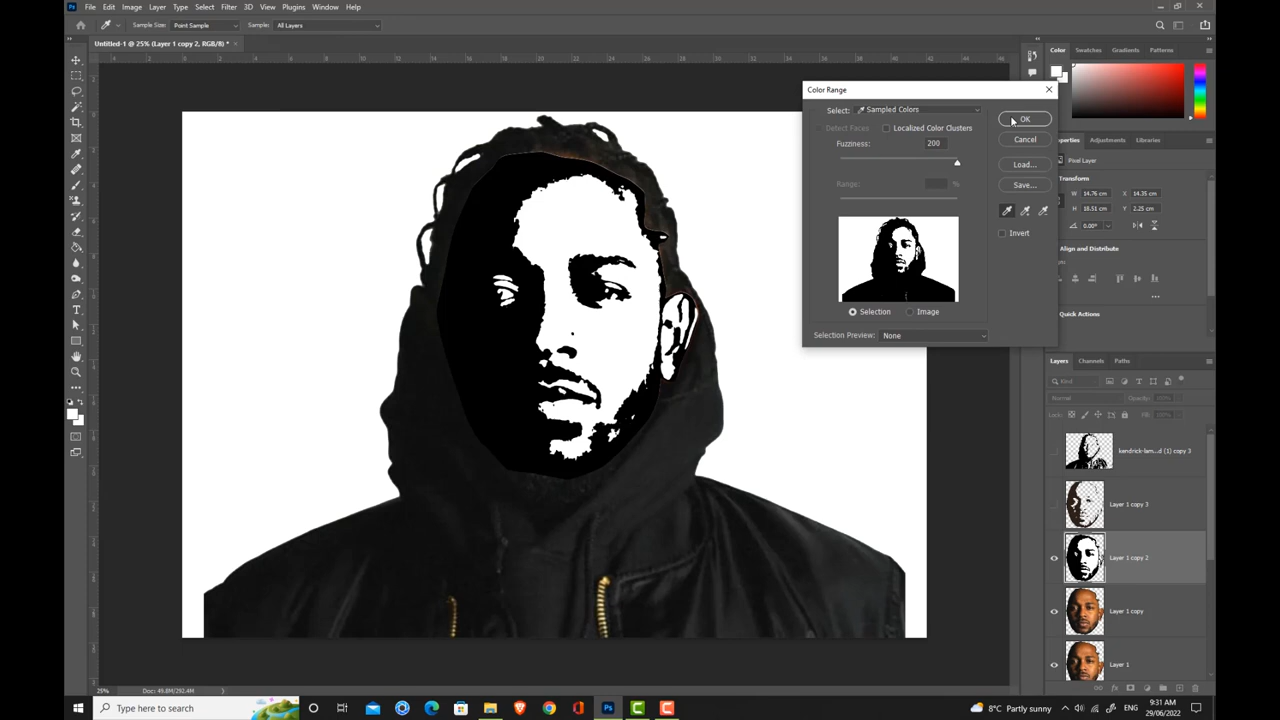 File Edit Image Layer Type Select Filter 3D View Plugins Window Help
Sample Size: Point Sample Sample: All Layers
Untitled-1 @ 25% (Layer 1 copy 2, RGB/8) *
Color Swatches Gradients Patterns
Color Range
Select: Sampled Colors
OK
Detect Faces Localized Color Clusters
Cancel
Fuzziness: 200
Load...
Range: %
Save...
Invert
Selection Image
Selection Preview: None
Properties Adjustments Libraries
Pixel Layer
Transform
W 14.76 cm X 14.35 cm
H 18.51 cm Y 2.25 cm
0.00°
Align and Distribute
Quick Actions
Layers Channels Paths
Kind
Normal Opacity: 100%
Lock: Fill: 100%
kendrick-lam...d (1) copy 3
Layer 1 copy 3
Layer 1 copy 2
Layer 1 copy
Layer 1
25% Doc: 49.8M/292.4M
Type here to search
8°C Partly sunny
9:31 AM
29/06/2022